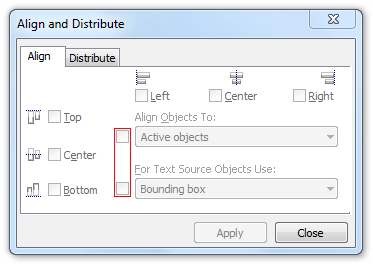 Align and Distribute
Align Distribute
Left Center Right
Top
Align Objects To:
Active objects
Center
For Text Source Objects Use:
Bottom
Bounding box
Apply Close